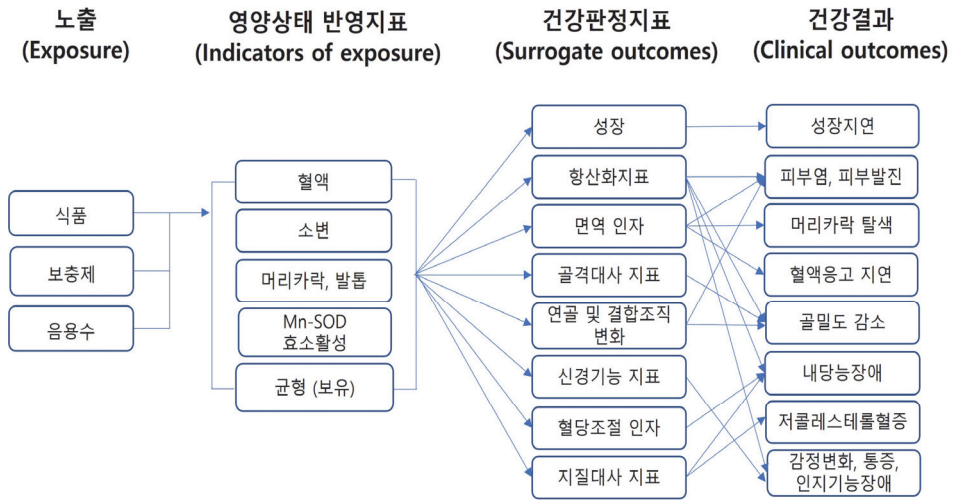 노출
(Exposure)
영양상태 반영지표
(Indicators of exposure)
건강판정지표
(Surrogate outcomes)
건강결과
(Clinical outcomes)
식품
보충제
음용수
혈액
소변
머리카락, 발톱
Mn-SOD
효소활성
균형 (보유)
성장
항산화지표
면역 인자
골격대사 지표
연골 및 결합조직
변화
신경기능 지표
혈당조절 인자
지질대사 지표
성장지연
피부염, 피부발진
머리카락 탈색
혈액응고 지연
골밀도 감소
내당능장애
저콜레스테롤혈증
감정변화, 통증,
인지기능장애